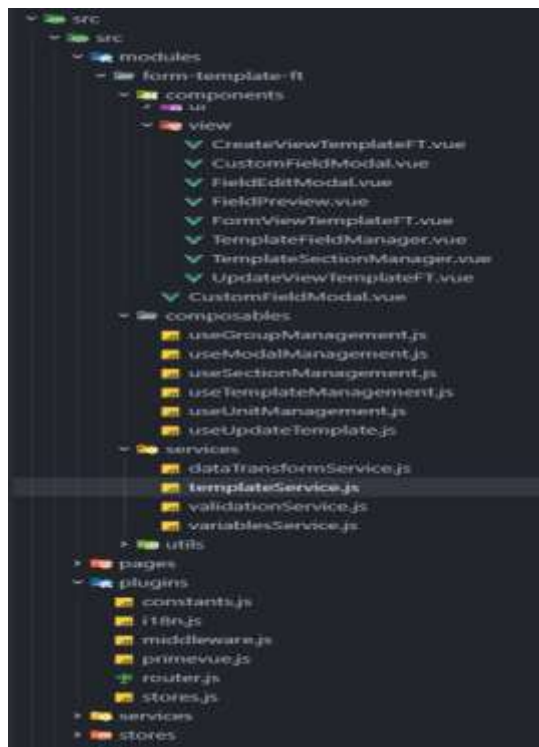 src
src
modules
form-template-ft
components
ui
view
CreateViewTemplateFT.vue
CustomFieldModal.vue
FieldEditModal.vue
FieldPreview.vue
FormViewTemplateFT.vue
TemplateFieldManager.vue
TemplateSectionManager.vue
UpdateViewTemplateFT.vue
CustomFieldModal.vue
composables
useGroupManagement.js
useModalManagement.js
useSectionManagement.js
useTemplateManagement.js
useUnitManagement.js
useUpdateTemplate.js
services
dataTransformService.js
templateService.js
validationService.js
variablesService.js
utils
pages
plugins
constants.js
i18n.js
middleware.js
primevue.js
router.js
stores.js
services
stores